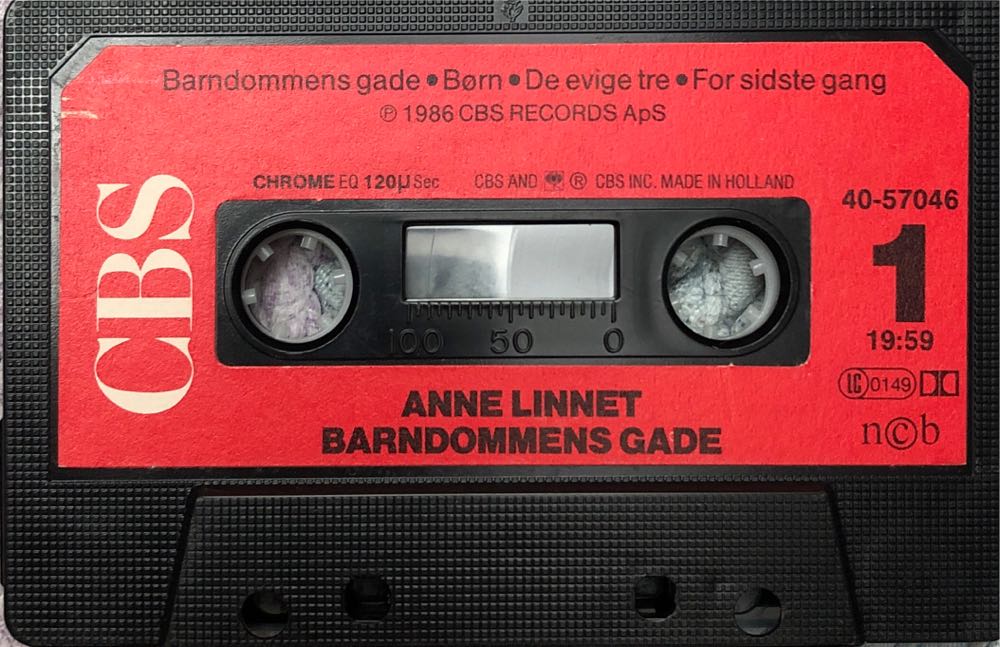 Barndommens gade • Børn • De evige tre • For sidste gang
℗ 1986 CBS RECORDS ApS
CHROME EQ 120µ Sec CBS AND ® CBS INC. MADE IN HOLLAND
CBS
40-57046
1
19:59
100 50 0
LC 0149
n©b
ANNE LINNET
BARNDOMMENS GADE